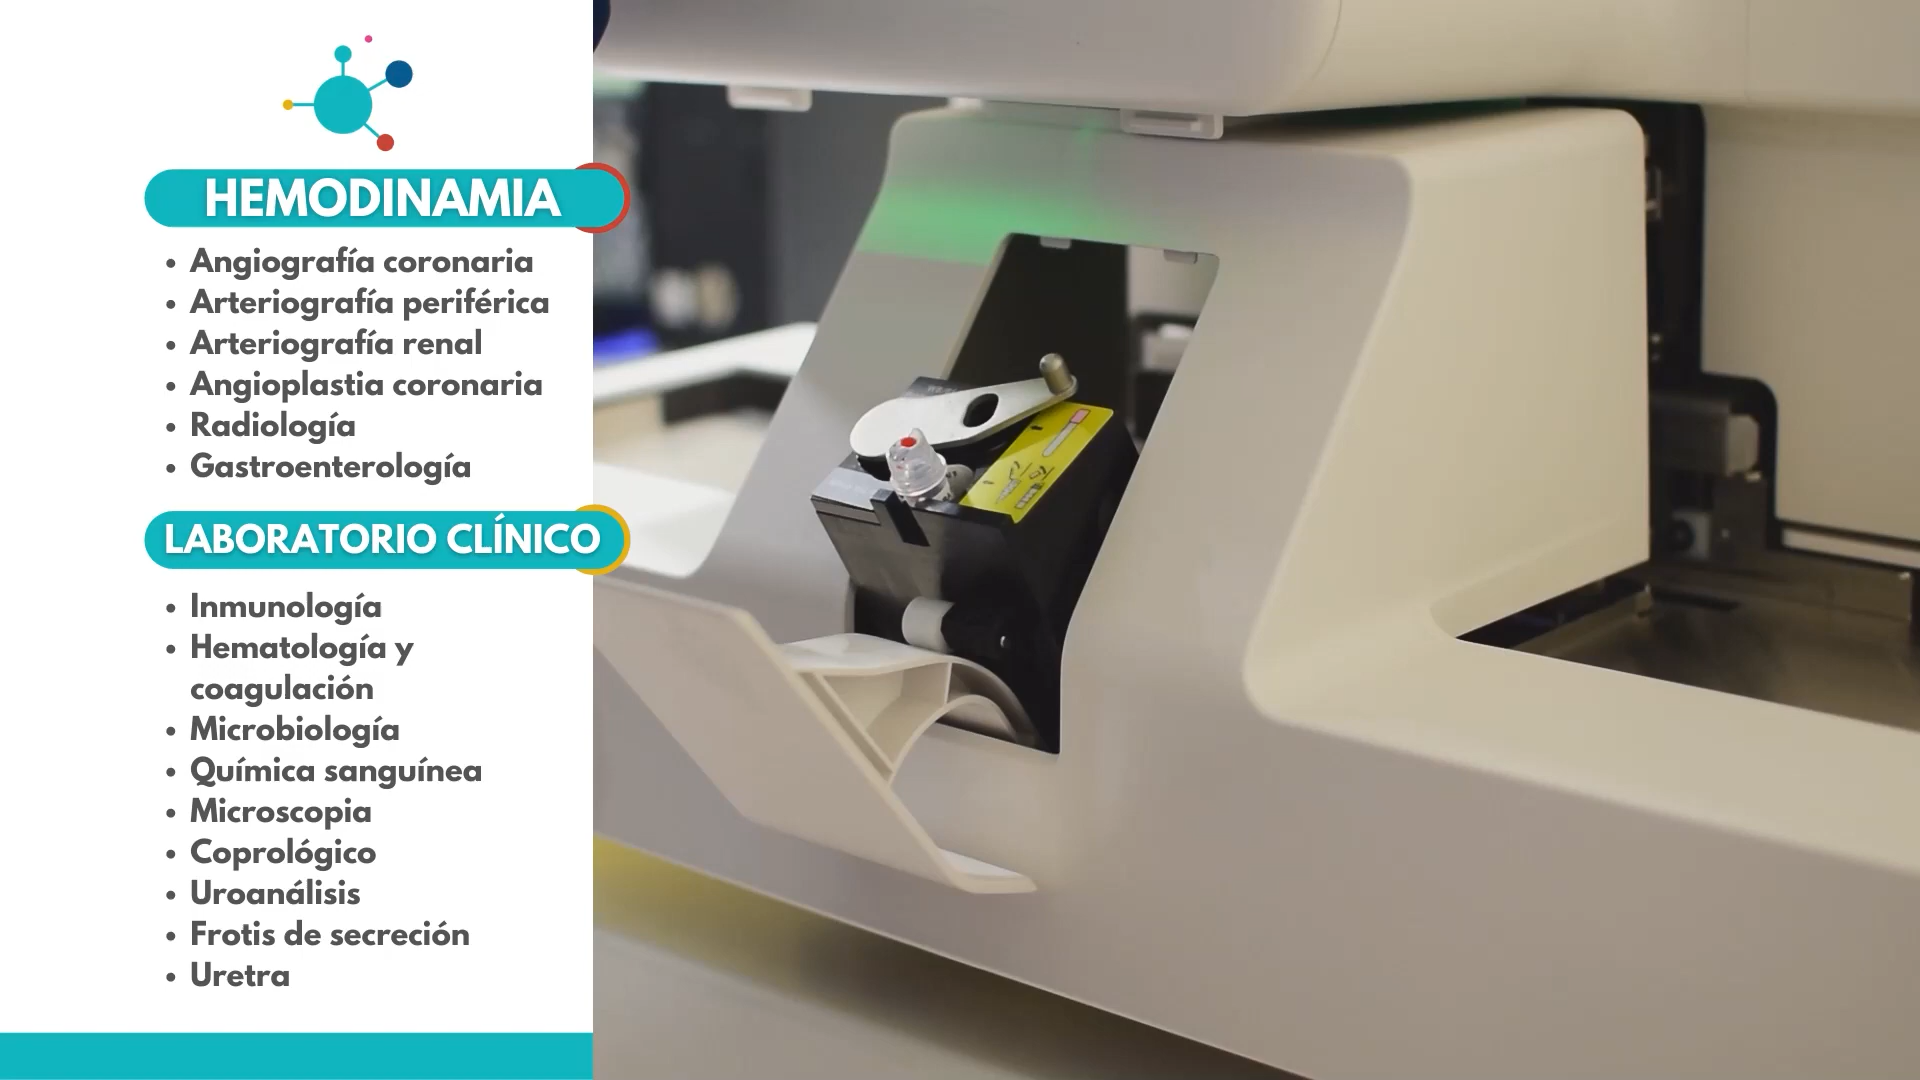 HEMODINAMIA
• Angiografía coronaria
• Arteriografía periférica
• Arteriografía renal
• Angioplastia coronaria
• Radiología
• Gastroenterología
LABORATORIO CLÍNICO
• Inmunología
• Hematología y
coagulación
• Microbiología
• Química sanguínea
• Microscopia
• Coprológico
• Uroanálisis
• Frotis de secreción
• Uretra